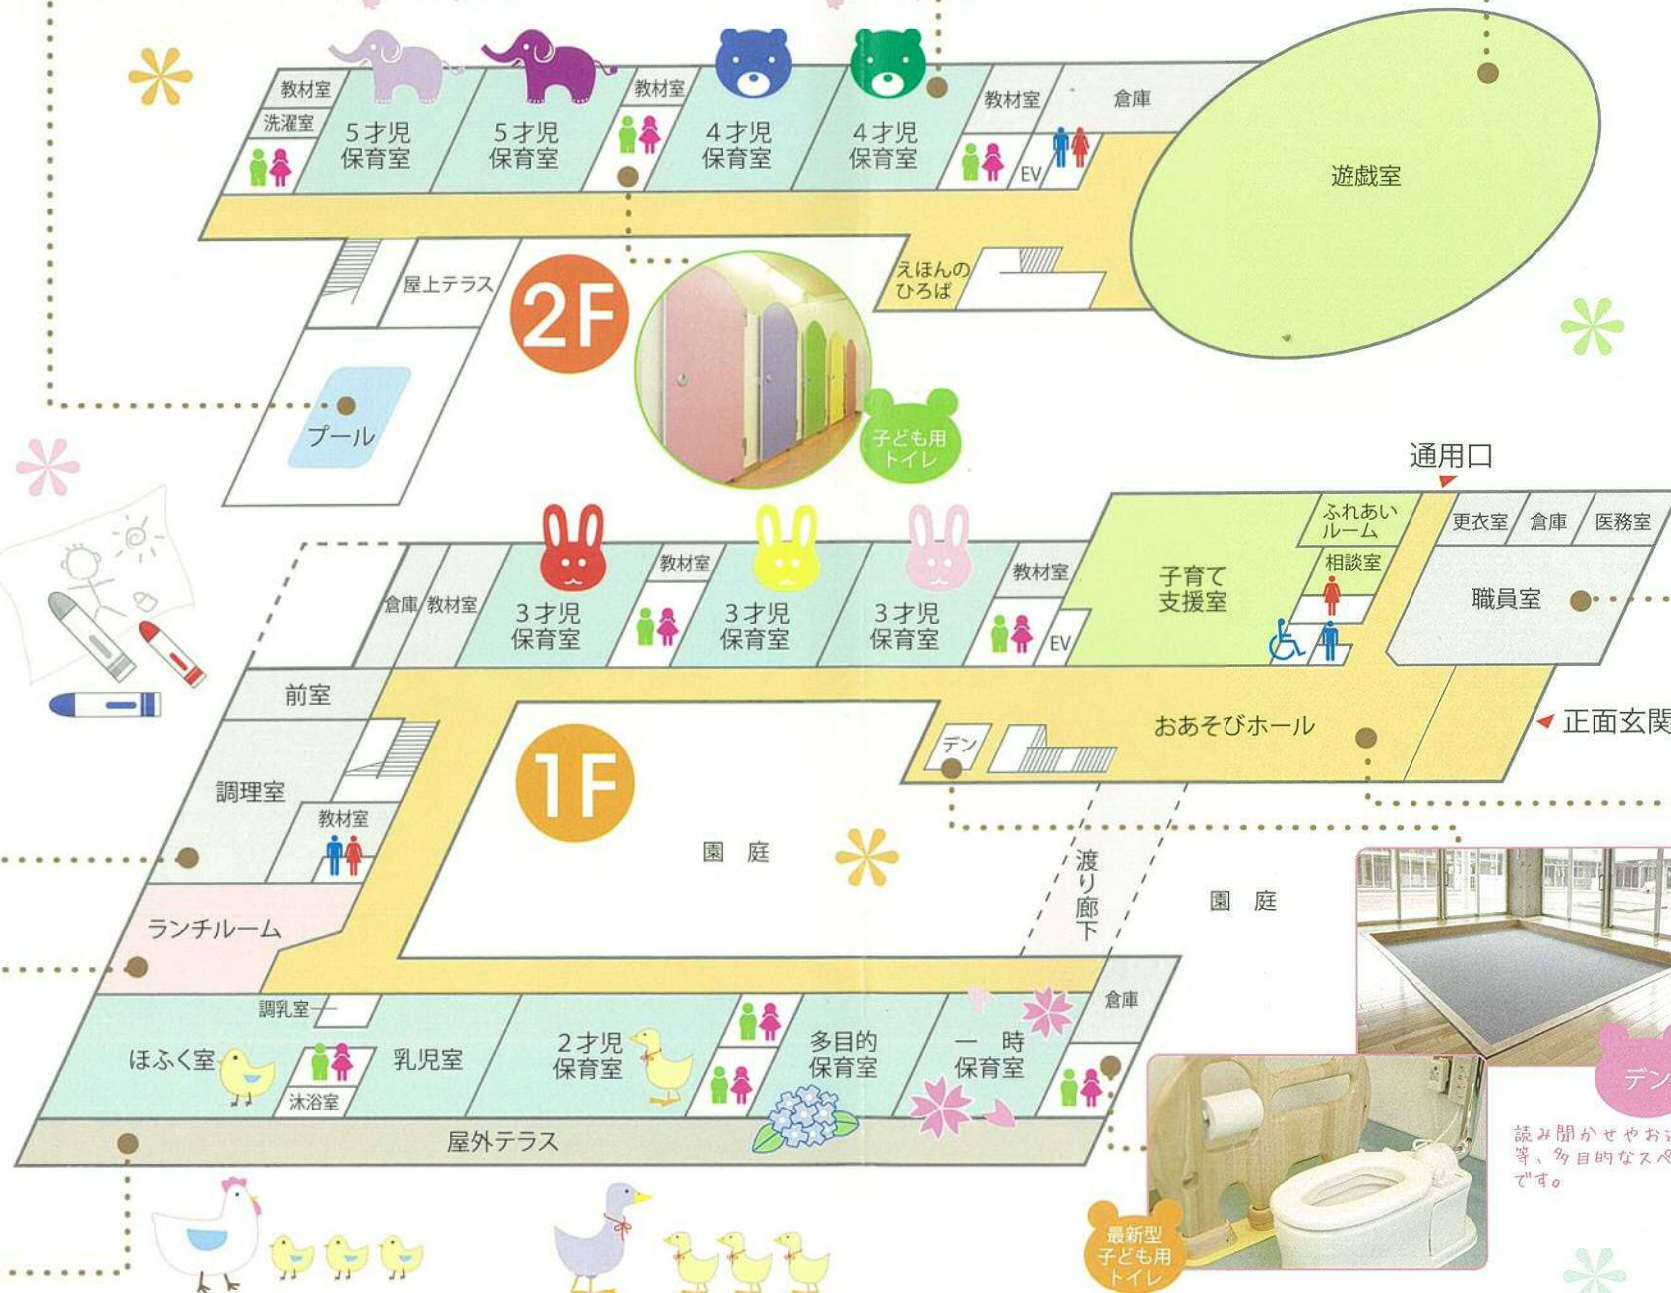 教材室
洗濯室
5才児
保育室
5才児
保育室
教材室
4才児
保育室
4才児
保育室
教材室
倉庫
EV
遊戯室
屋上テラス
えほんの
ひろば
2F
プール
子ども用
トイレ
通用口
ふれあい
ルーム
更衣室
倉庫
医務室
倉庫
教材室
3才児
保育室
教材室
3才児
保育室
3才児
保育室
教材室
EV
子育て
支援室
相談室
職員室
前室
おあそびホール
正面玄関
デン
調理室
教材室
1F
園庭
渡り廊下
園庭
ランチルーム
調乳室
倉庫
ほふく室
沐浴室
乳児室
2才児
保育室
多目的
保育室
一時
保育室
屋外テラス
デン
読み聞かせやお
等、多目的なスペ
です。
最新型
子ども用
トイレ